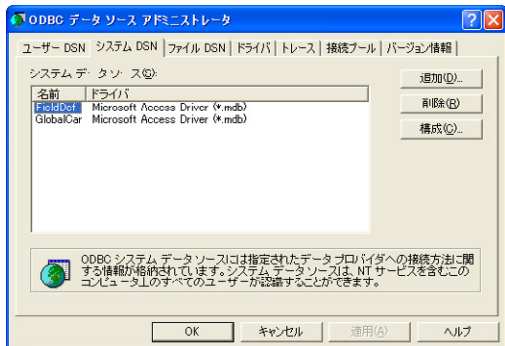 ODBC データ ソース アドミニストレータ
ユーザー DSN システム DSN ファイル DSN ドライバ トレース 接続プール バージョン情報
システム データ ソース(S):
追加(D)...
名前 ドライバ
FieldDef Microsoft Access Driver (*.mdb)
削除(R)
GlobalCar Microsoft Access Driver (*.mdb)
構成(C)...
ODBC システム データ ソースには指定されたデータ プロバイダへの接続方法に関
する情報が格納されています。システム データ ソースは、NT サービスを含むこの
コンピュータ上のすべてのユーザーが認識することができます。
OK キャンセル 適用(A) ヘルプ